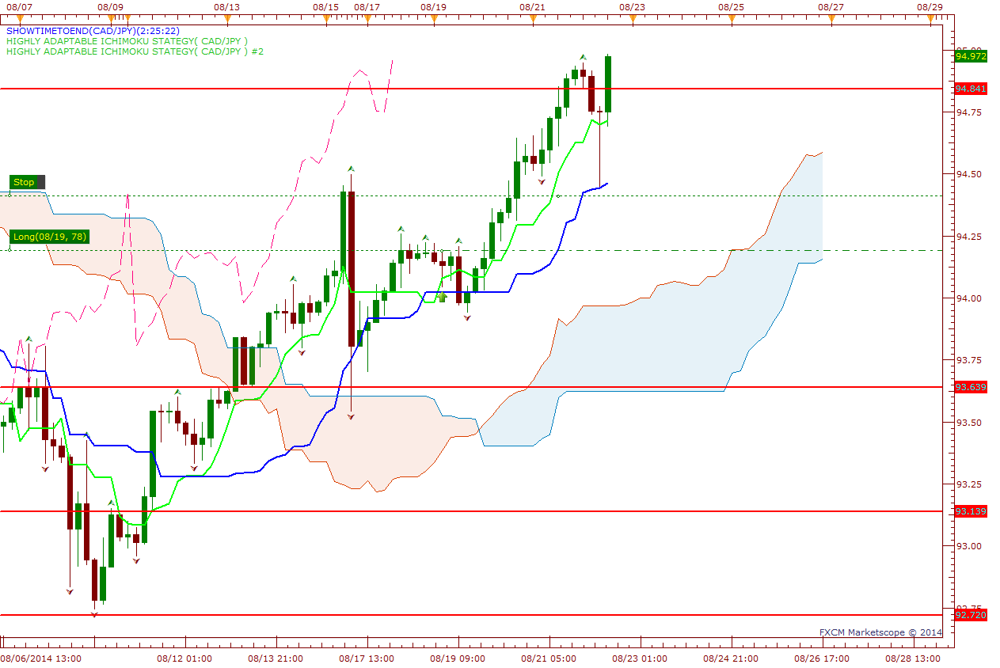 08/07 08/09 08/13 08/15 08/17 08/19 08/21 08/23 08/25 08/27 08/29
SHOWTIMETOEND(CAD/JPY)(2:25:22)
HIGHLY ADAPTABLE ICHIMOKU STATEGY( CAD/JPY )
HIGHLY ADAPTABLE ICHIMOKU STATEGY( CAD/JPY ) #2
94.972
94.841
94.75
94.50
Stop
94.25
Long(08/19, 78)
94.00
93.75
93.639
93.50
93.25
93.139
93.00
92.720
FXCM Marketscope © 2014
08/06/2014 13:00 08/12 01:00 08/13 21:00 08/17 13:00 08/19 09:00 08/21 05:00 08/23 01:00 08/24 21:00 08/26 17:00 08/28 13:00